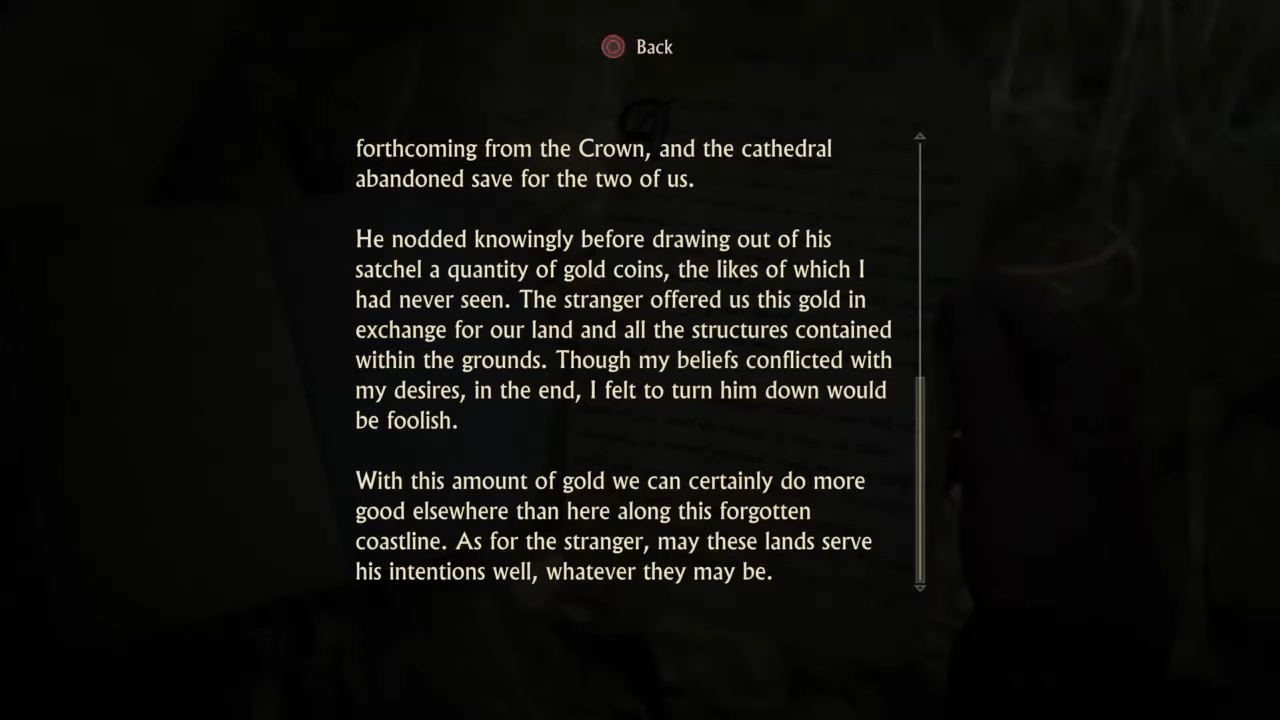 Back
forthcoming from the Crown, and the cathedral
abandoned save for the two of us.
He nodded knowingly before drawing out of his
satchel a quantity of gold coins, the likes of which I
had never seen. The stranger offered us this gold in
exchange for our land and all the structures contained
within the grounds. Though my beliefs conflicted with
my desires, in the end, I felt to turn him down would
be foolish.
With this amount of gold we can certainly do more
good elsewhere than here along this forgotten
coastline. As for the stranger, may these lands serve
his intentions well, whatever they may be.